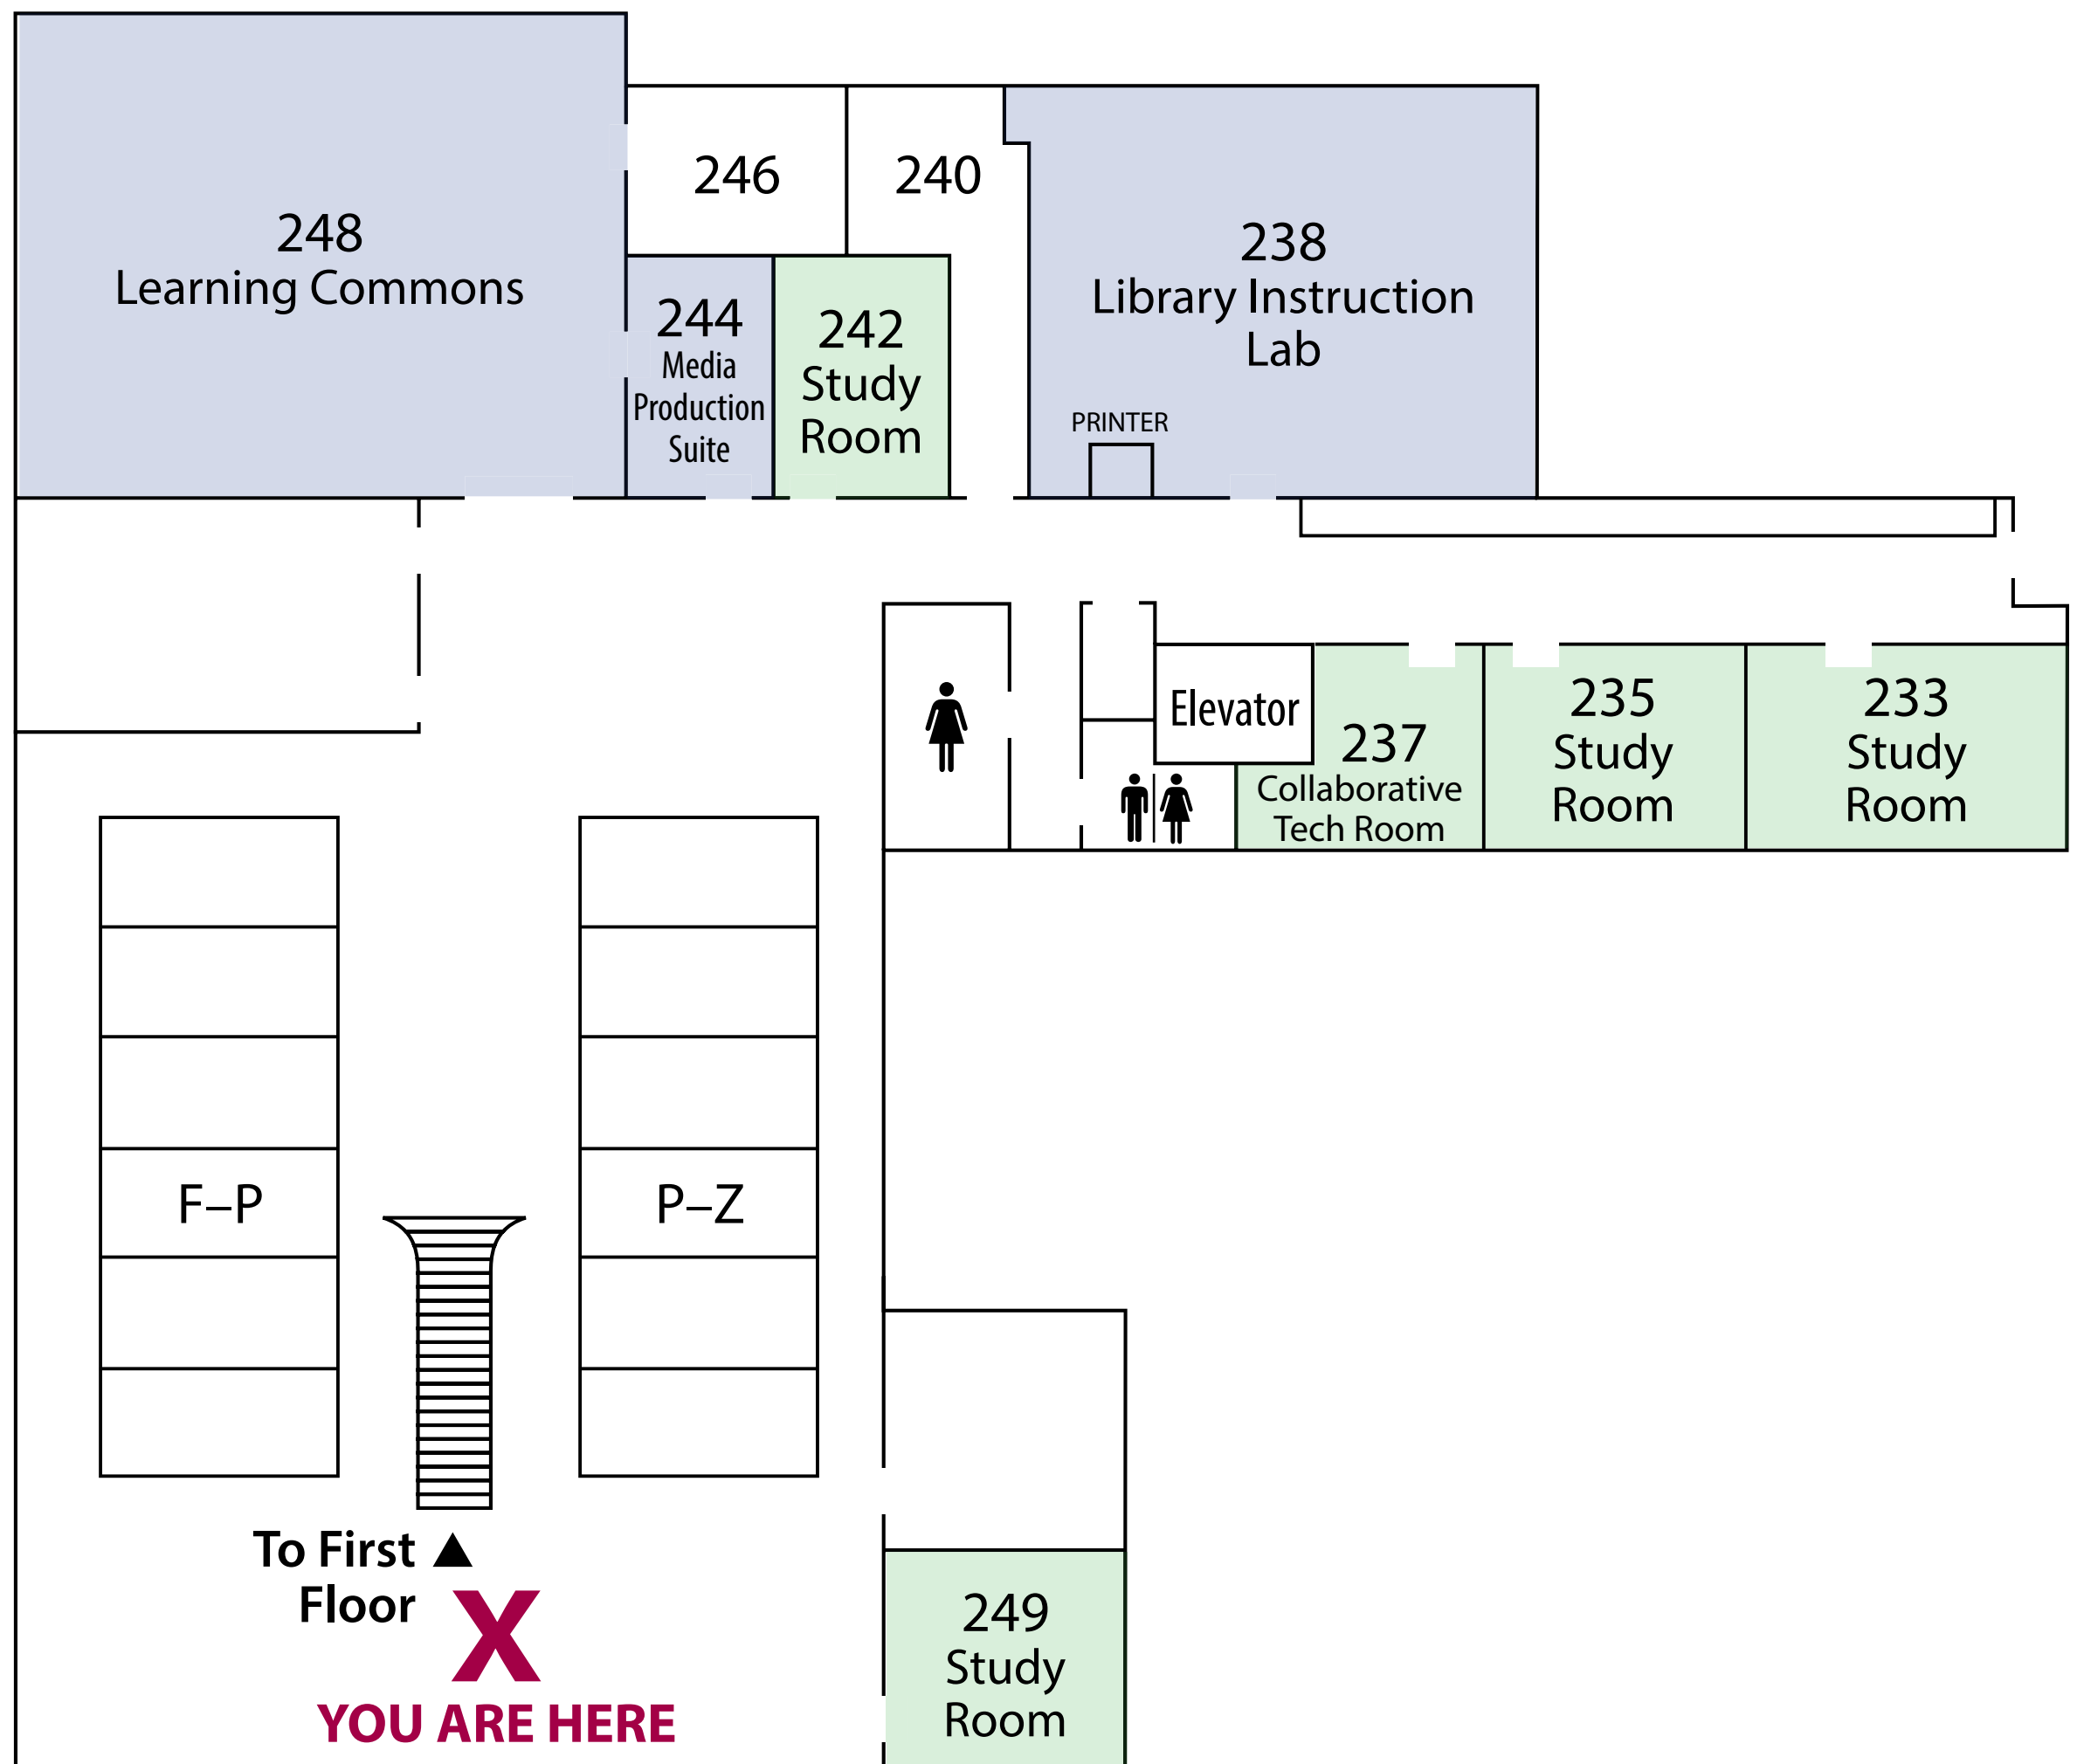 248
Learning Commons
246
240
238
Library Instruction
Lab
244
Media
Production
Suite
242
Study
Room
PRINTER
Elevator
237
Collaborative
Tech Room
235
Study
Room
233
Study
Room
F–P
P–Z
To First
Floor
X
YOU ARE HERE
249
Study
Room